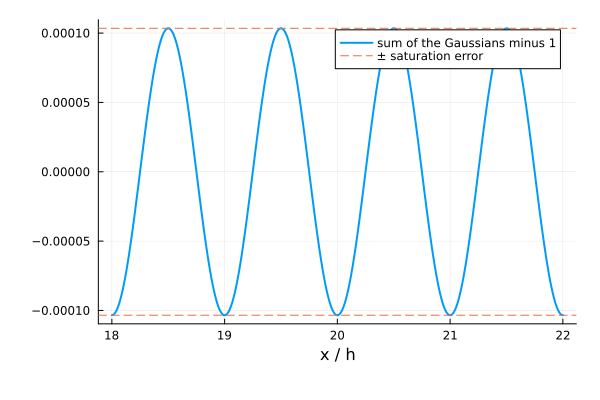 0.00010
0.00005
0.00000
−0.00005
−0.00010
sum of the Gaussians minus 1
± saturation error
18 19 20 21 22
x / h